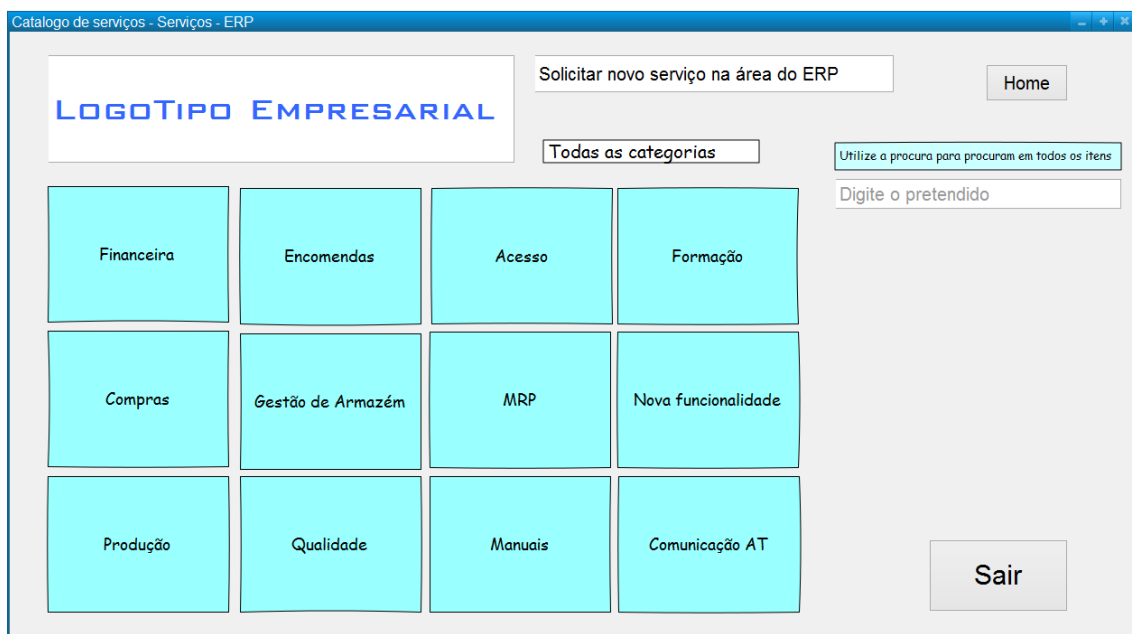 Catalogo de serviços - Serviços - ERP
LogoTipo Empresarial
Solicitar novo serviço na área do ERP
Home
Todas as categorias
Utilize a procura para procuram em todos os itens
Digite o pretendido
Financeira
Encomendas
Acesso
Formação
Compras
Gestão de Armazém
MRP
Nova funcionalidade
Produção
Qualidade
Manuais
Comunicação AT
Sair